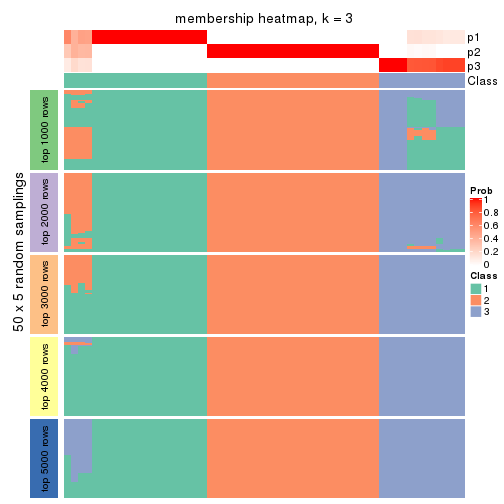 membership heatmap, k = 3
p1
p2
p3
Class
50 x 5 random samplings
top 1000 rows
top 2000 rows
top 3000 rows
top 4000 rows
top 5000 rows
Prob
1
0.8
0.6
0.4
0.2
0
Class
1
2
3